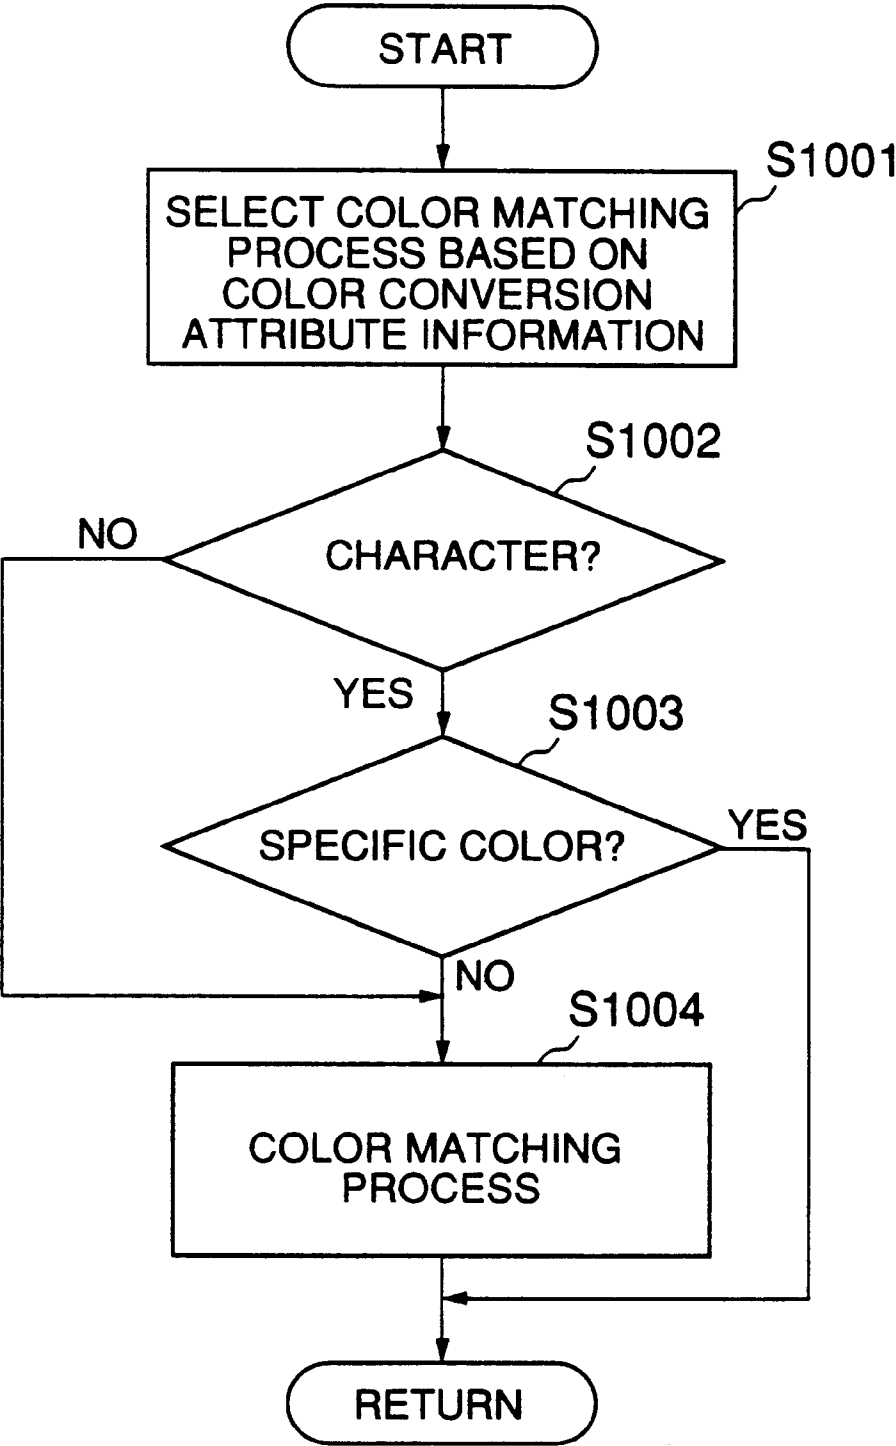 START
S1001
SELECT COLOR MATCHING
PROCESS BASED ON
COLOR CONVERSION
ATTRIBUTE INFORMATION
S1002
NO
CHARACTER?
YES
S1003
SPECIFIC COLOR?
YES
NO
S1004
COLOR MATCHING
PROCESS
RETURN